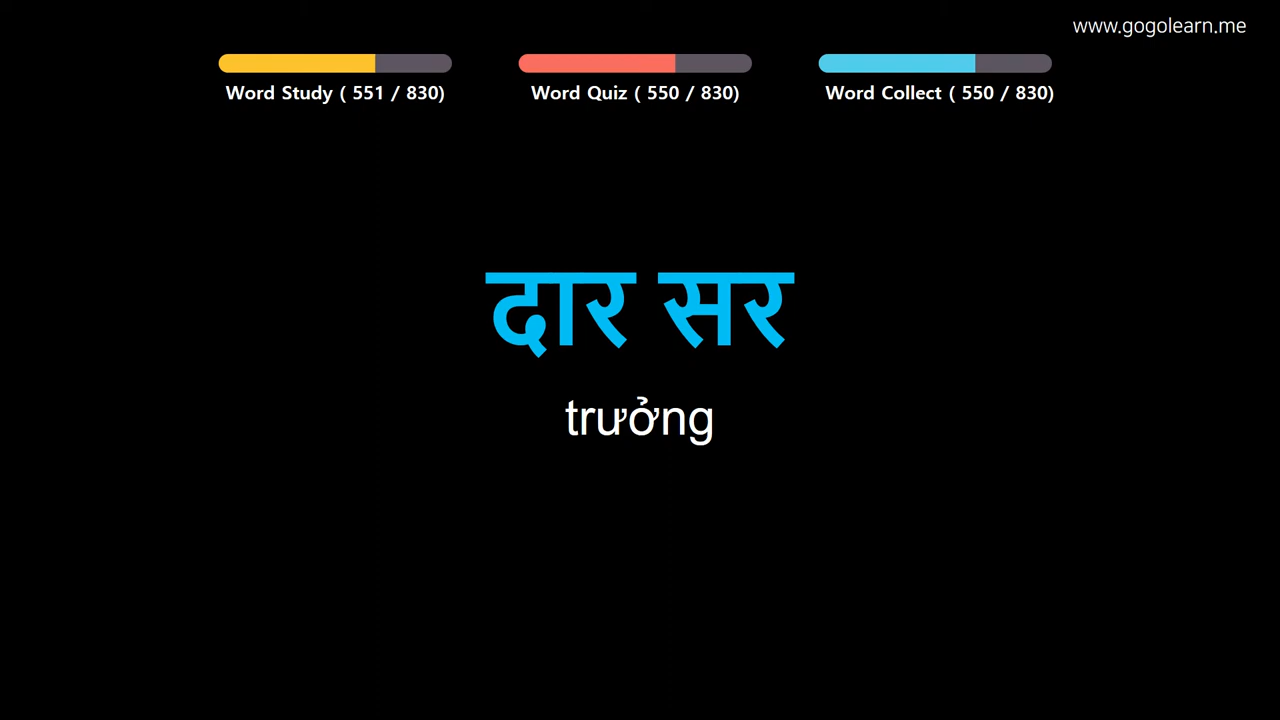 www.gogolearn.me
Word Study ( 551 / 830)
Word Quiz ( 550 / 830)
Word Collect ( 550 / 830)
दार सर
trưởng